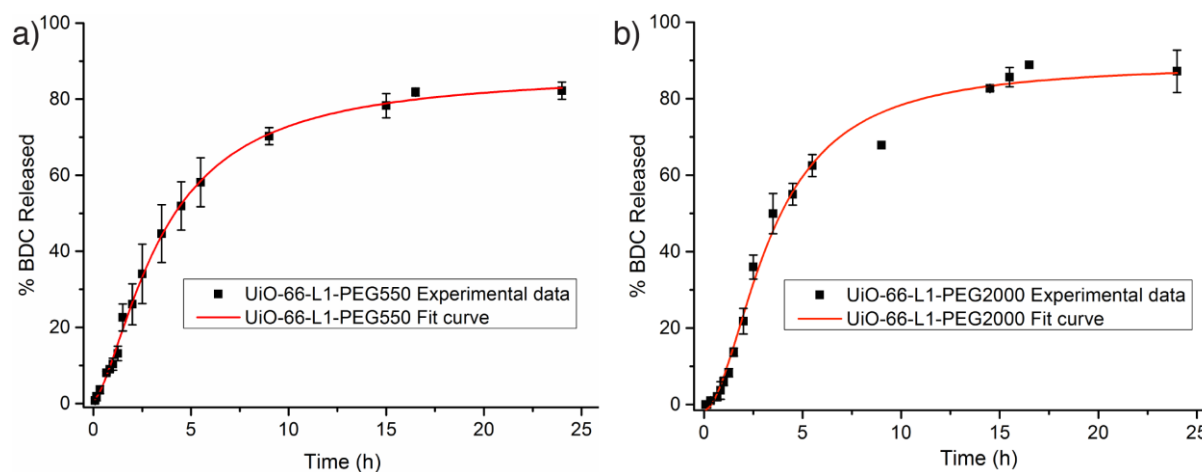 a)
100
80
60
40
20
0
% BDC Released
UiO-66-L1-PEG550 Experimental data
UiO-66-L1-PEG550 Fit curve
0 5 10 15 20 25
Time (h)
b)
100
80
60
40
20
0
% BDC Released
UiO-66-L1-PEG2000 Experimental data
UiO-66-L1-PEG2000 Fit curve
0 5 10 15 20 25
Time (h)